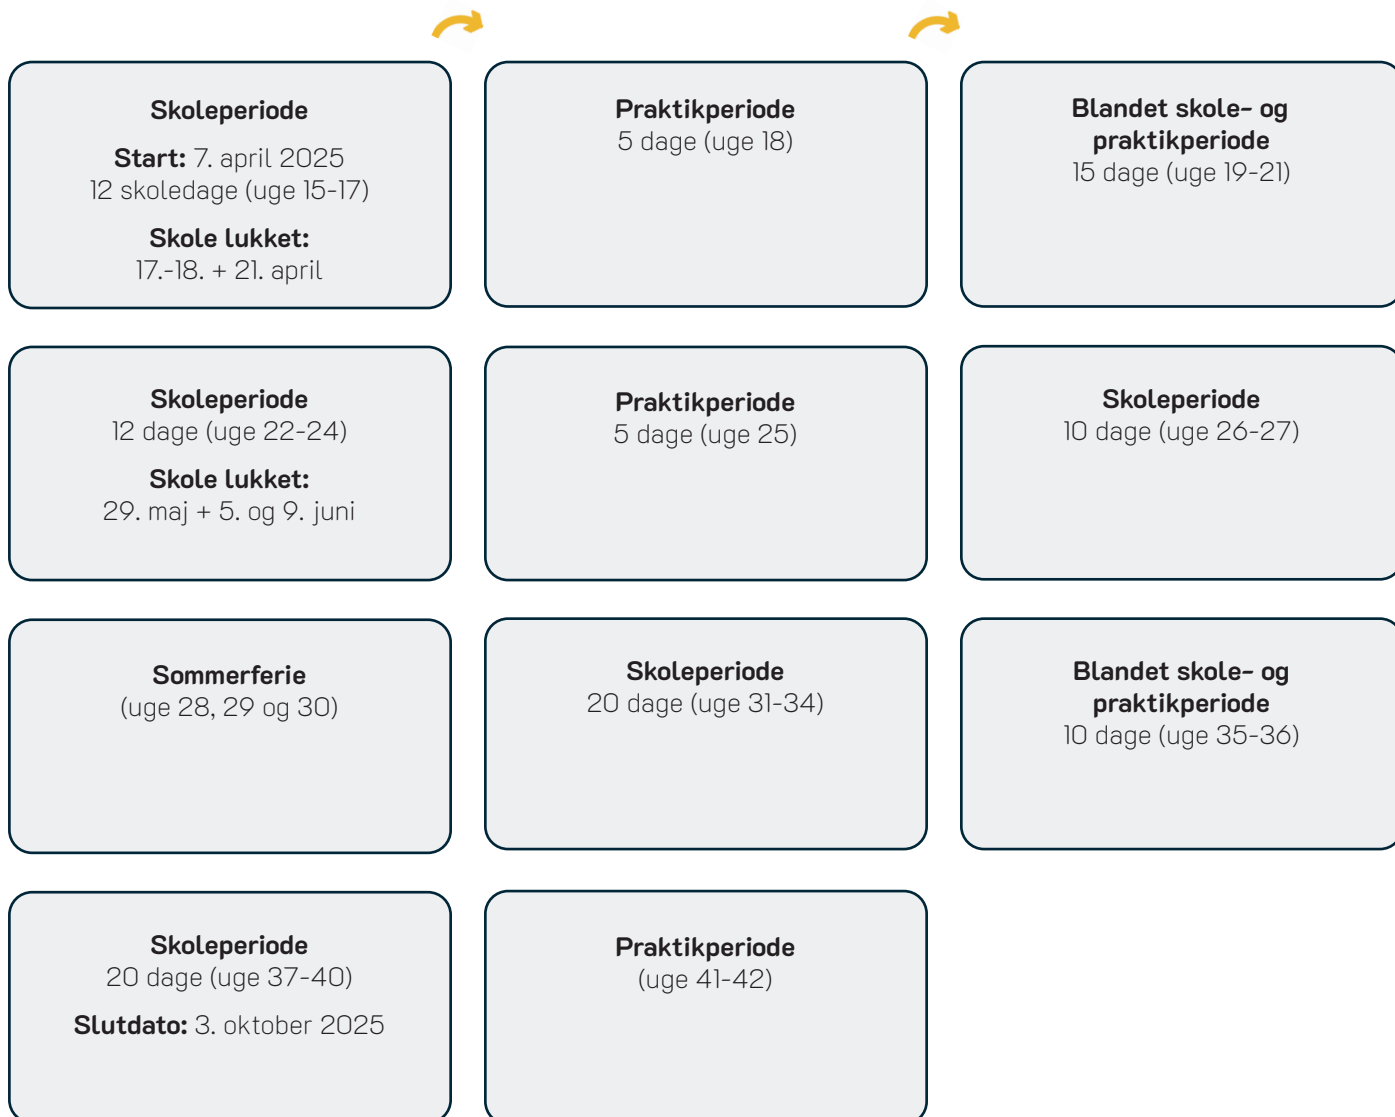 Skoleperiode
Start: 7. april 2025
12 skoledage (uge 15-17)
Skole lukket:
17.-18. + 21. april
Praktikperiode
5 dage (uge 18)
Blandet skole- og
praktikperiode
15 dage (uge 19-21)
Skoleperiode
12 dage (uge 22-24)
Skole lukket:
29. maj + 5. og 9. juni
Praktikperiode
5 dage (uge 25)
Skoleperiode
10 dage (uge 26-27)
Sommerferie
(uge 28, 29 og 30)
Skoleperiode
20 dage (uge 31-34)
Blandet skole- og
praktikperiode
10 dage (uge 35-36)
Skoleperiode
20 dage (uge 37-40)
Slutdato: 3. oktober 2025
Praktikperiode
(uge 41-42)